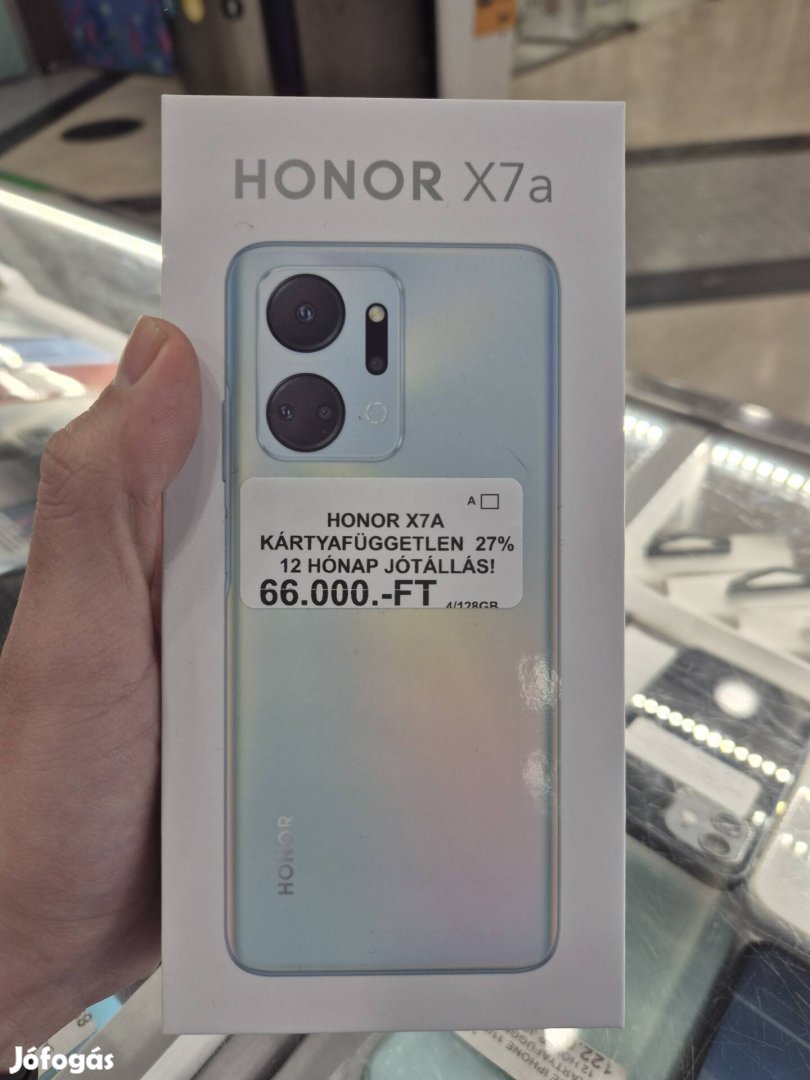 HONOR X7a
A
HONOR X7A
KÁRTYAFÜGGETLEN 27%
12 HÓNAP JÓTÁLLÁS!
66.000.-FT 4/128GB
HONOR
Jófogás